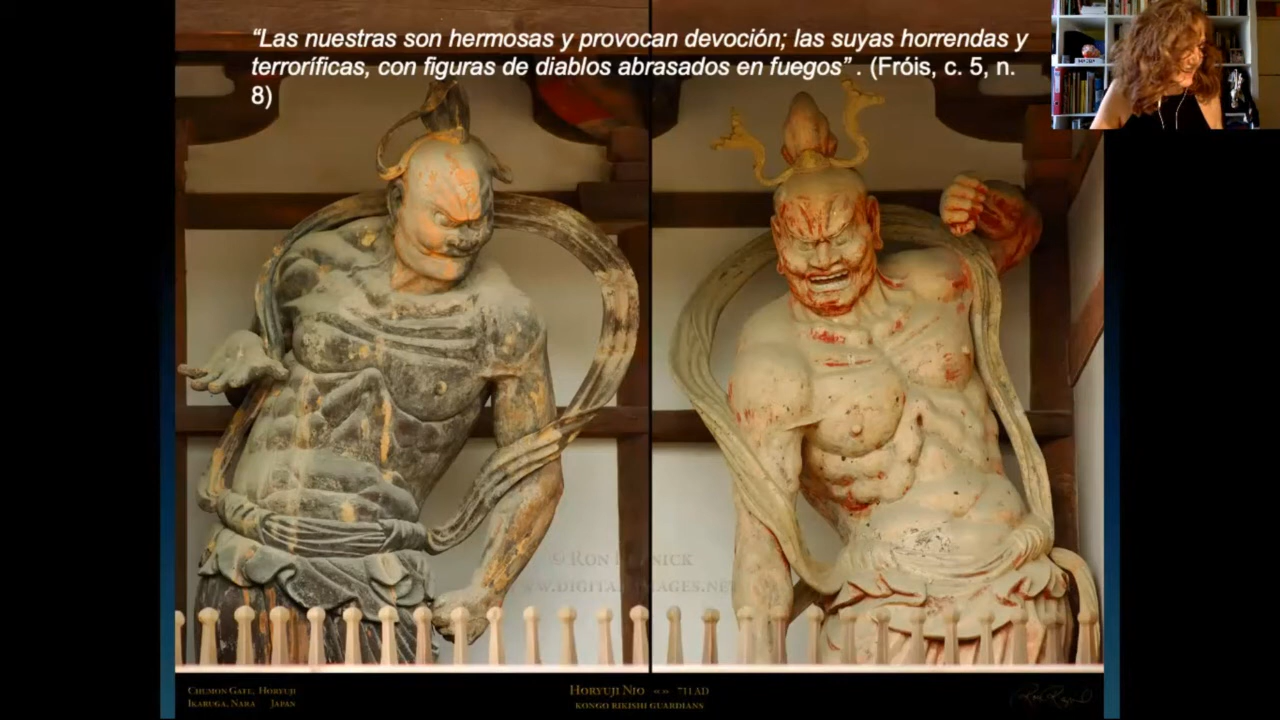 “Las nuestras son hermosas y provocan devoción; las suyas horrendas y
terroríficas, con figuras de diablos abrasados en fuegos” . (Fróis, c. 5, n.
8)
© Ron
Chumon Gate, Horyuji
Ikaruga, Nara Japan
Horyuji Nio 711 AD
Kongo Rikishi Guardians